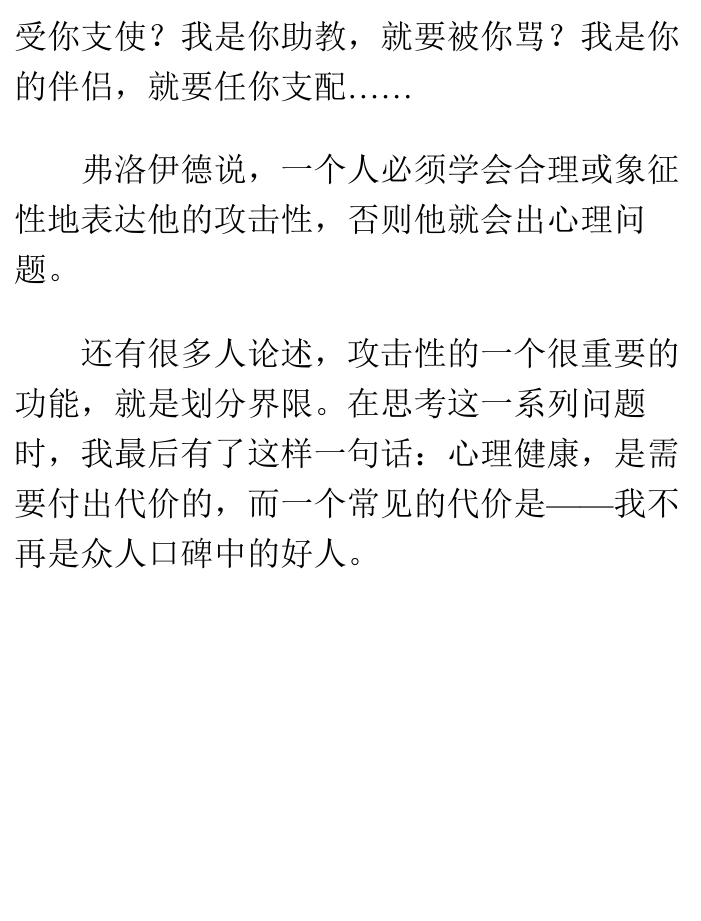 受你支使？我是你助教，就要被你骂？我是你
的伴侣，就要任你支配……
弗洛伊德说，一个人必须学会合理或象征
性地表达他的攻击性，否则他就会出心理问
题。
还有很多人论述，攻击性的一个很重要的
功能，就是划分界限。在思考这一系列问题
时，我最后有了这样一句话：心理健康，是需
要付出代价的，而一个常见的代价是——我不
再是众人口碑中的好人。